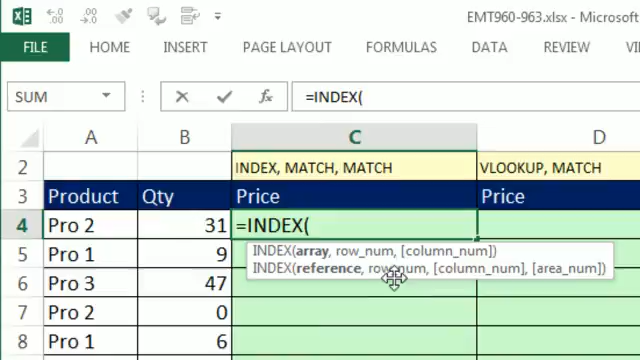 EMT960-963.xlsx - Microsoft
FILE HOME INSERT PAGE LAYOUT FORMULAS DATA REVIEW
SUM =INDEX(
A B C D
2 INDEX, MATCH, MATCH VLOOKUP, MATCH
3 Product Qty Price Price
4 Pro 2 31 =INDEX(
INDEX(array, row_num, [column_num])
5 Pro 1 9
INDEX(reference, row_num, [column_num], [area_num])
6 Pro 3 47
7 Pro 2 0
8 Pro 1 6